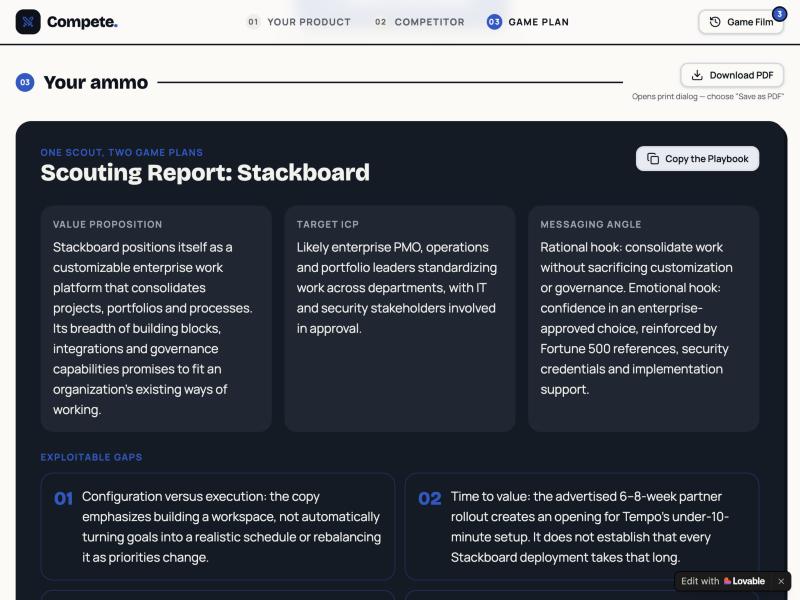 Compete.
01 YOUR PRODUCT
02 COMPETITOR
03 GAME PLAN
Game Film
3
03 Your ammo
Download PDF
Opens print dialog — choose "Save as PDF"
ONE SCOUT, TWO GAME PLANS
Scouting Report: Stackboard
Copy the Playbook
VALUE PROPOSITION
Stackboard positions itself as a
customizable enterprise work
platform that consolidates
projects, portfolios and processes.
Its breadth of building blocks,
integrations and governance
capabilities promises to fit an
organization's existing ways of
working.
TARGET ICP
Likely enterprise PMO, operations
and portfolio leaders standardizing
work across departments, with IT
and security stakeholders involved
in approval.
MESSAGING ANGLE
Rational hook: consolidate work
without sacrificing customization
or governance. Emotional hook:
confidence in an enterprise-
approved choice, reinforced by
Fortune 500 references, security
credentials and implementation
support.
EXPLOITABLE GAPS
01 Configuration versus execution: the copy
emphasizes building a workspace, not automatically
turning goals into a realistic schedule or rebalancing
it as priorities change.
02 Time to value: the advertised 6–8-week partner
rollout creates an opening for Tempo's under-10-
minute setup. It does not establish that every
Stackboard deployment takes that long.
Edit with Lovable ×